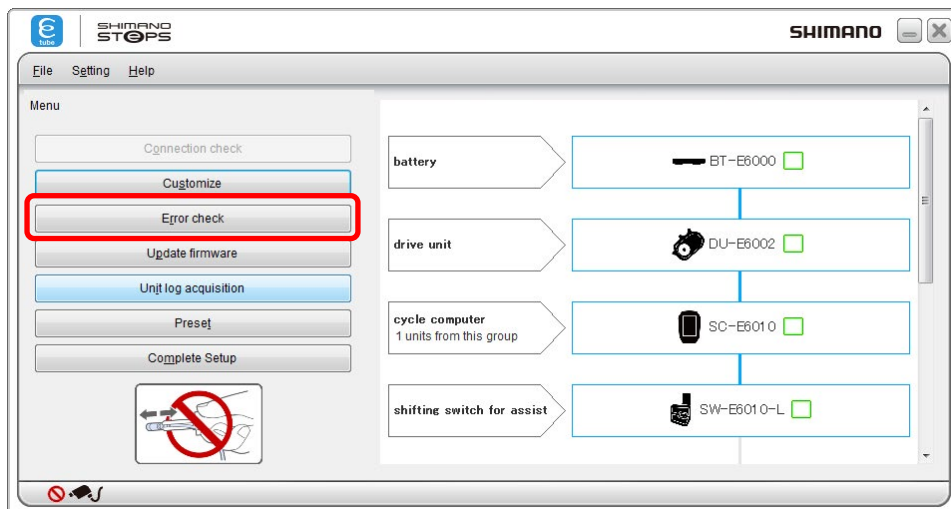 E
tube
SHIMANO
STEPS
SHIMANO
File Setting Help
Menu
Connection check
Customize
Error check
Update firmware
Unit log acquisition
Preset
Complete Setup
battery
BT-E6000
drive unit
DU-E6002
cycle computer
1 units from this group
SC-E6010
shifting switch for assist
SW-E6010-L